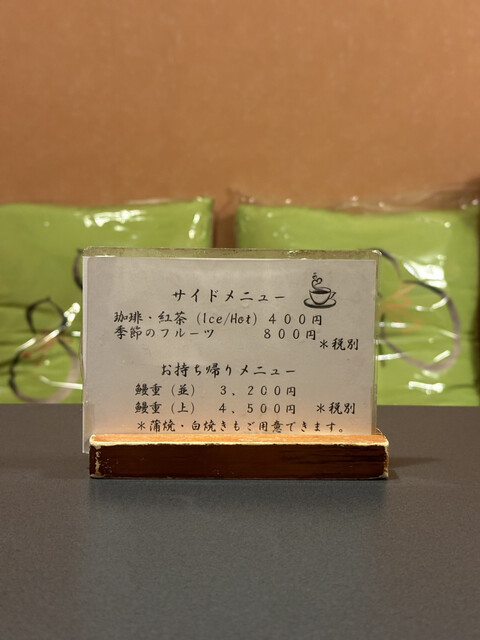 サイドメニュー
珈琲・紅茶 (Ice/Hot) 400円
季節のフルーツ 800円
＊税別
お持ち帰りメニュー
鰻重(並) 3,200円
鰻重(上) 4.500円 ＊税別
＊蒲焼・白焼きもご用意できます。